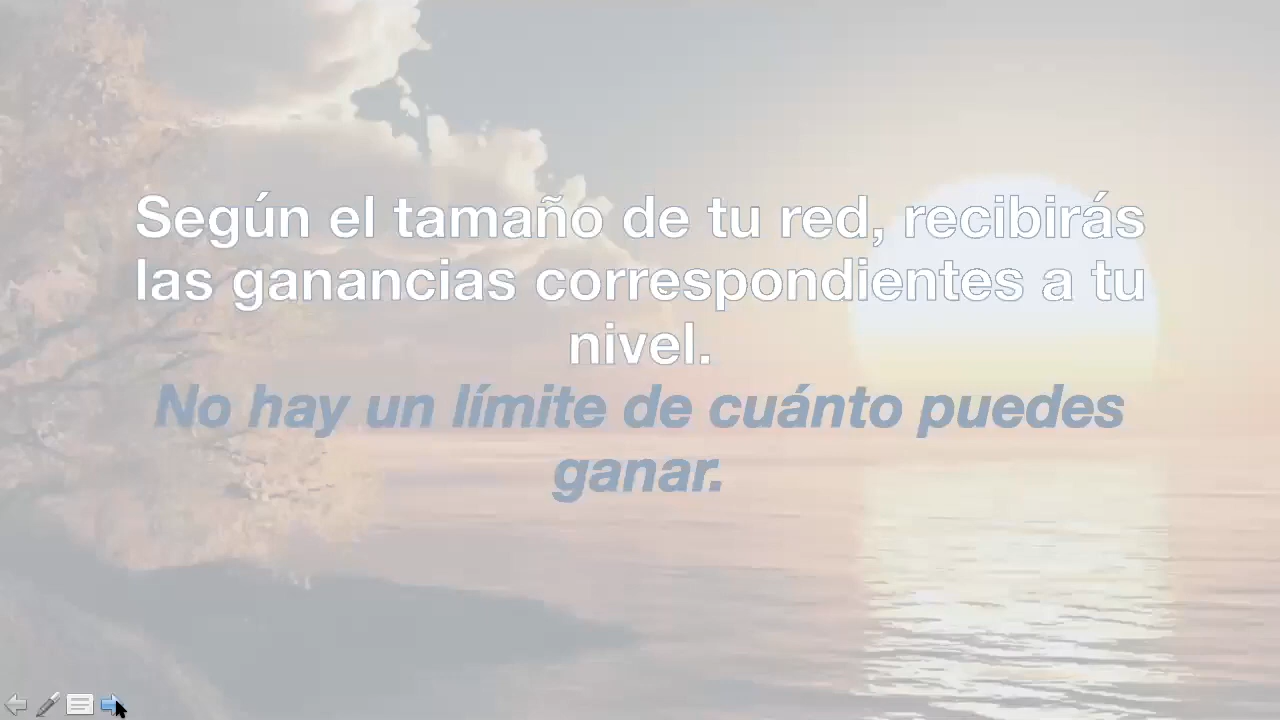 Según el tamaño de tu red, recibirás
las ganancias correspondientes a tu
nivel.
No hay un límite de cuánto puedes
ganar.